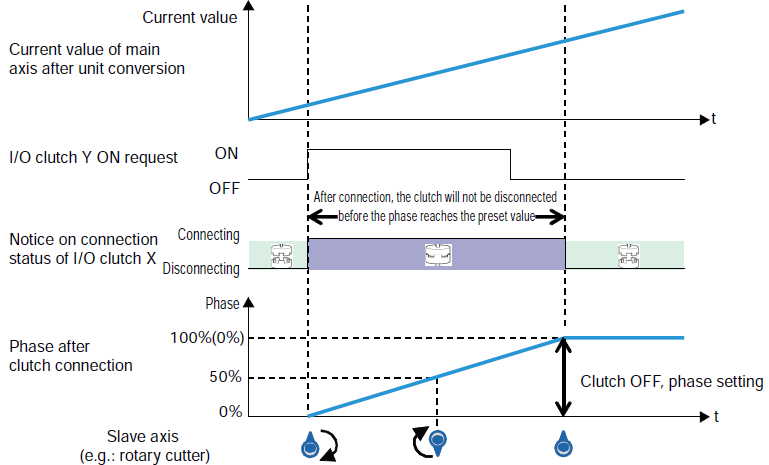 Current value
Current value of main
axis after unit conversion
t
I/O clutch Y ON request
ON
OFF
After connection, the clutch will not be disconnected
before the phase reaches the preset value
Notice on connection
status of I/O clutch X
Connecting
Disconnecting
Phase
Phase after
clutch connection
100%(0%)
50%
0%
Clutch OFF, phase setting
t
Slave axis
(e.g.: rotary cutter)